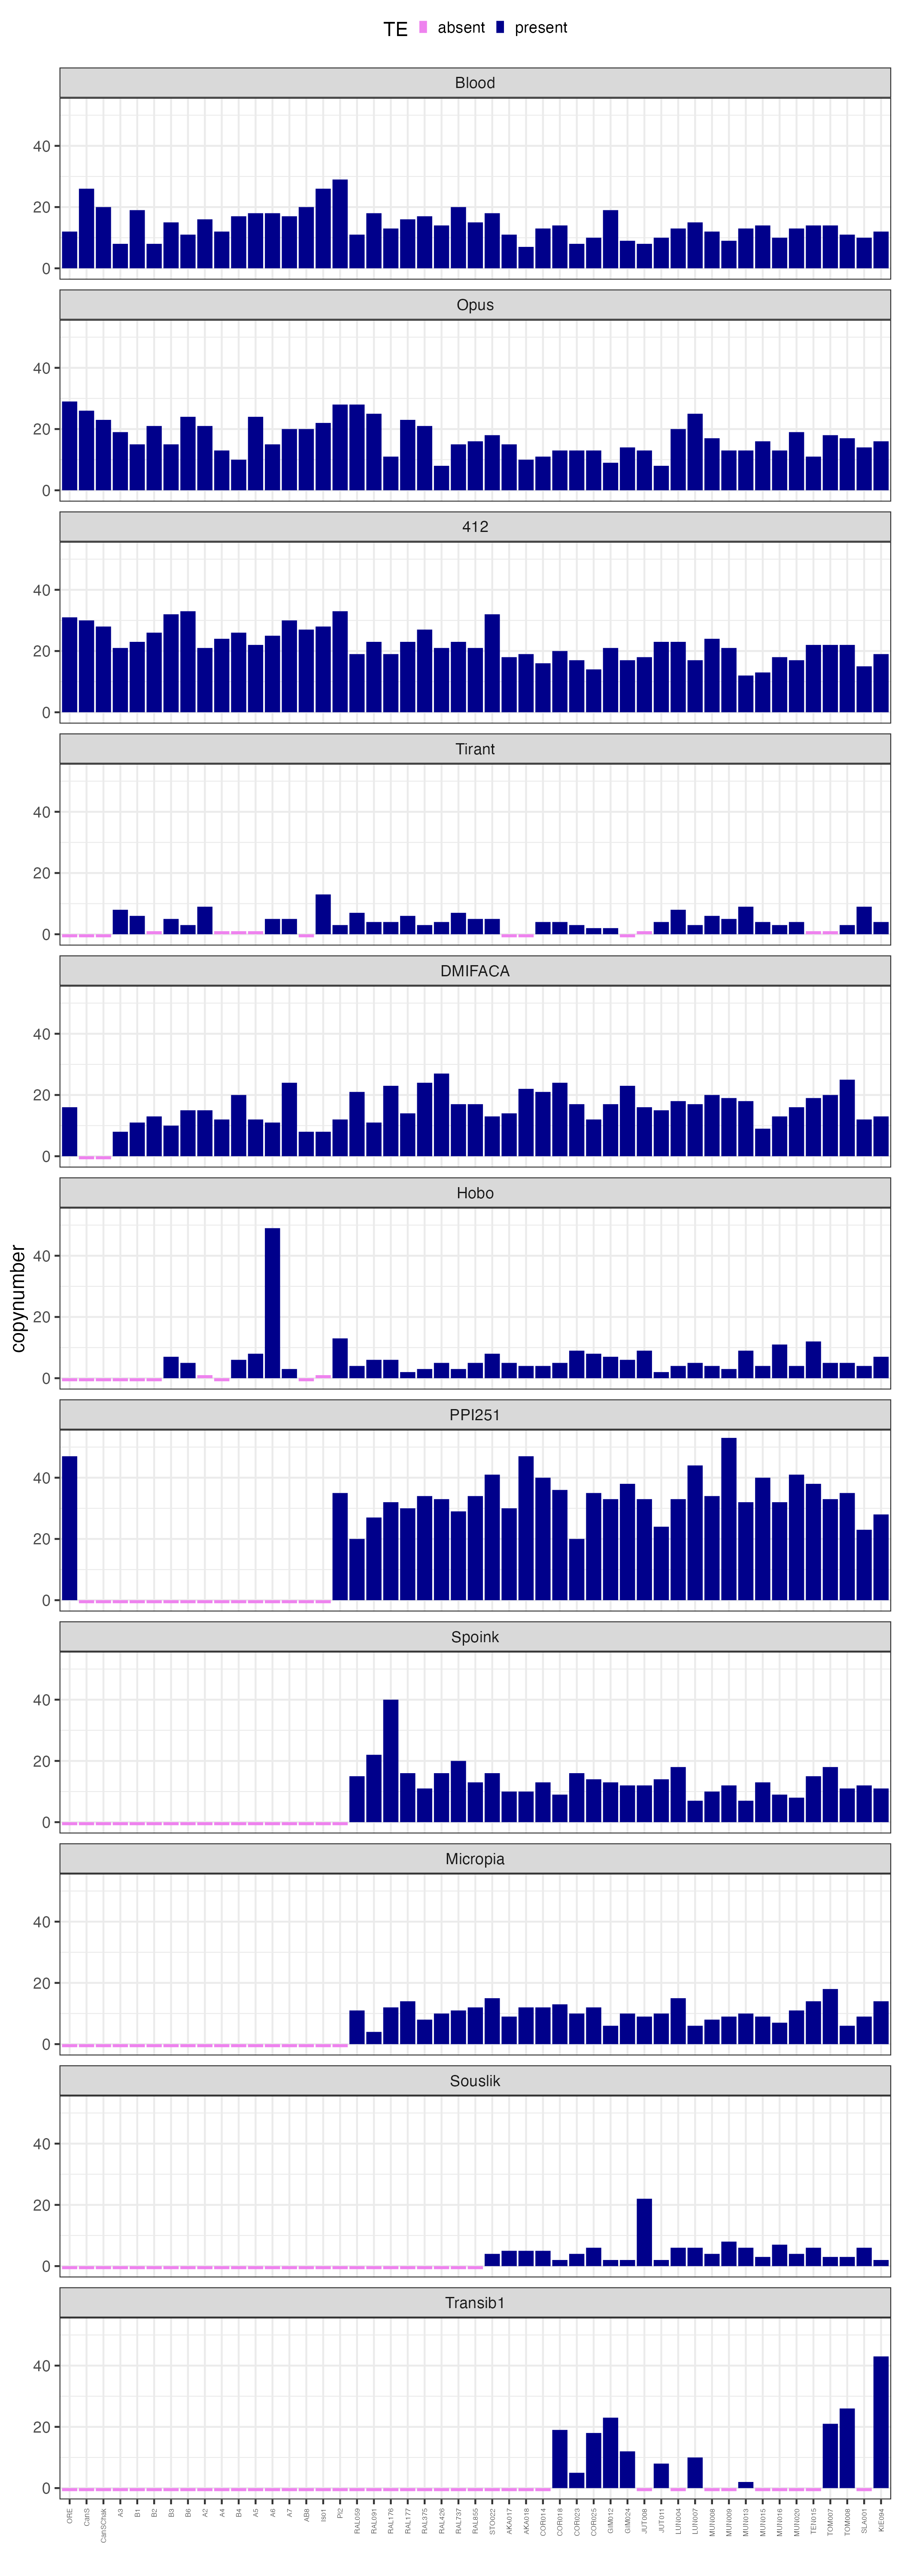 TE absent present
Blood
40
20
0
Opus
40
20
0
412
40
20
0
Tirant
40
20
0
DMIFACA
40
20
0
Hobo
40
20
0
copynumber
PPI251
40
20
0
Spoink
40
20
0
Micropia
40
20
0
Souslik
40
20
0
Transib1
40
20
0
ORE CanS CanSChak A3 B1 B2 B3 B6 A2 A4 B4 A5 A6 A7 AB8 Iso1 Pi2 RAL059 RAL091 RAL176 RAL177 RAL375 RAL426 RAL737 RAL855 STO022 AKA017 AKA018 COR014 COR018 COR023 COR025 GIM012 GIM024 JUT008 JUT011 LUN004 LUN007 MUN008 MUN009 MUN013 MUN015 MUN016 MUN020 TEN015 TOM007 TOM008 SLA001 KIE094